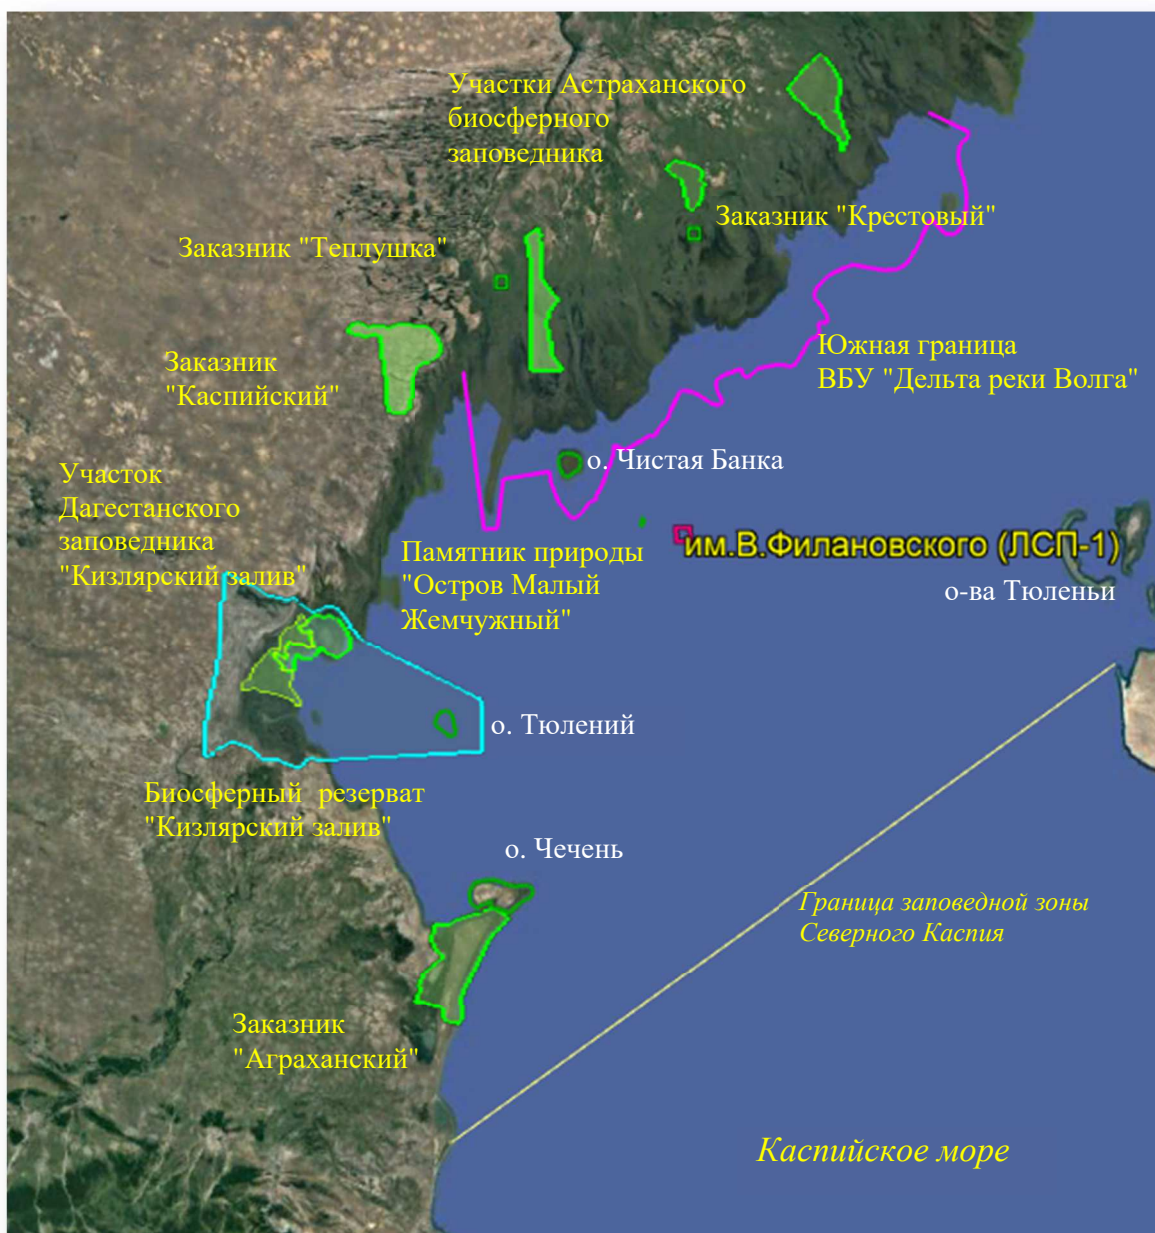 Участки Астраханского
биосферного
заповедника
Заказник "Крестовый"
Заказник "Теплушка"
Южная граница
ВБУ "Дельта реки Волга"
Заказник
"Каспийский"
о. Чистая Банка
Участок
Дагестанского
заповедника
"Кизлярский залив"
Памятник природы
"Остров Малый
Жемчужный"
им.В.Филановского (ЛСП-1)
о-ва Тюленьи
о. Тюлений
Биосферный резерват
"Кизлярский залив"
о. Чечень
Граница заповедной зоны
Северного Каспия
Заказник
"Аграханский"
Каспийское море